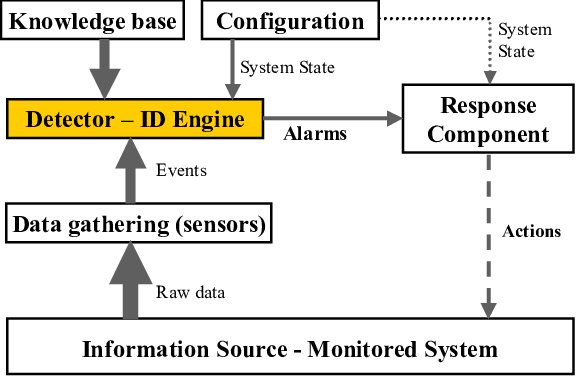 Knowledge base
Configuration
System
State
System State
Detector – ID Engine
Alarms
Response
Component
Events
Data gathering (sensors)
Actions
Raw data
Information Source - Monitored System